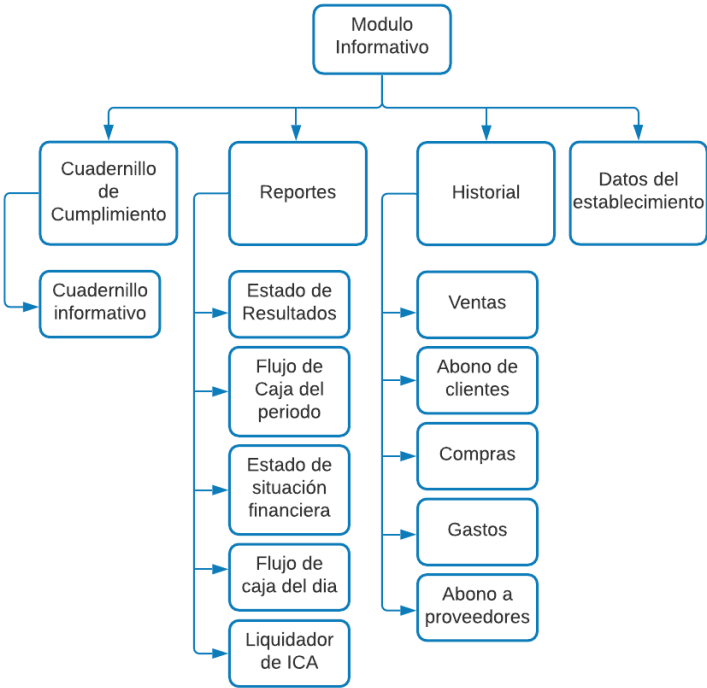 Modulo
Informativo
Cuadernillo
de
Cumplimiento
Reportes
Historial
Datos del
establecimiento
Cuadernillo
informativo
Estado de
Resultados
Flujo de
Caja del
periodo
Estado de
situación
financiera
Flujo de
caja del dia
Liquidador
de ICA
Ventas
Abono de
clientes
Compras
Gastos
Abono a
proveedores